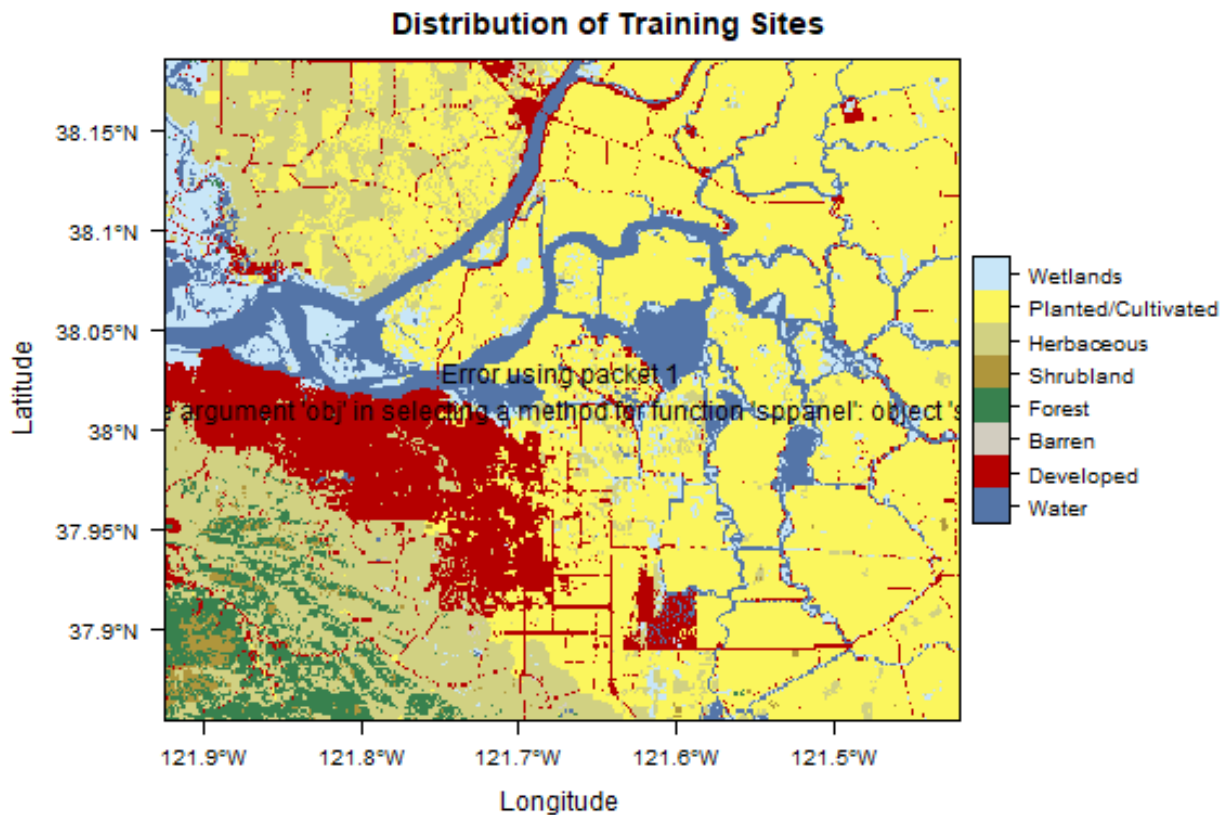 Distribution of Training Sites
38.15°N
38.1°N
38.05°N
38°N
37.95°N
37.9°N
Latitude
Error using packet 1
argument 'obj' in selecting a method for function 'sppanel': object
121.9°W
121.8°W
121.7°W
121.6°W
121.5°W
Longitude
Wetlands
Planted/Cultivated
Herbaceous
Shrubland
Forest
Barren
Developed
Water